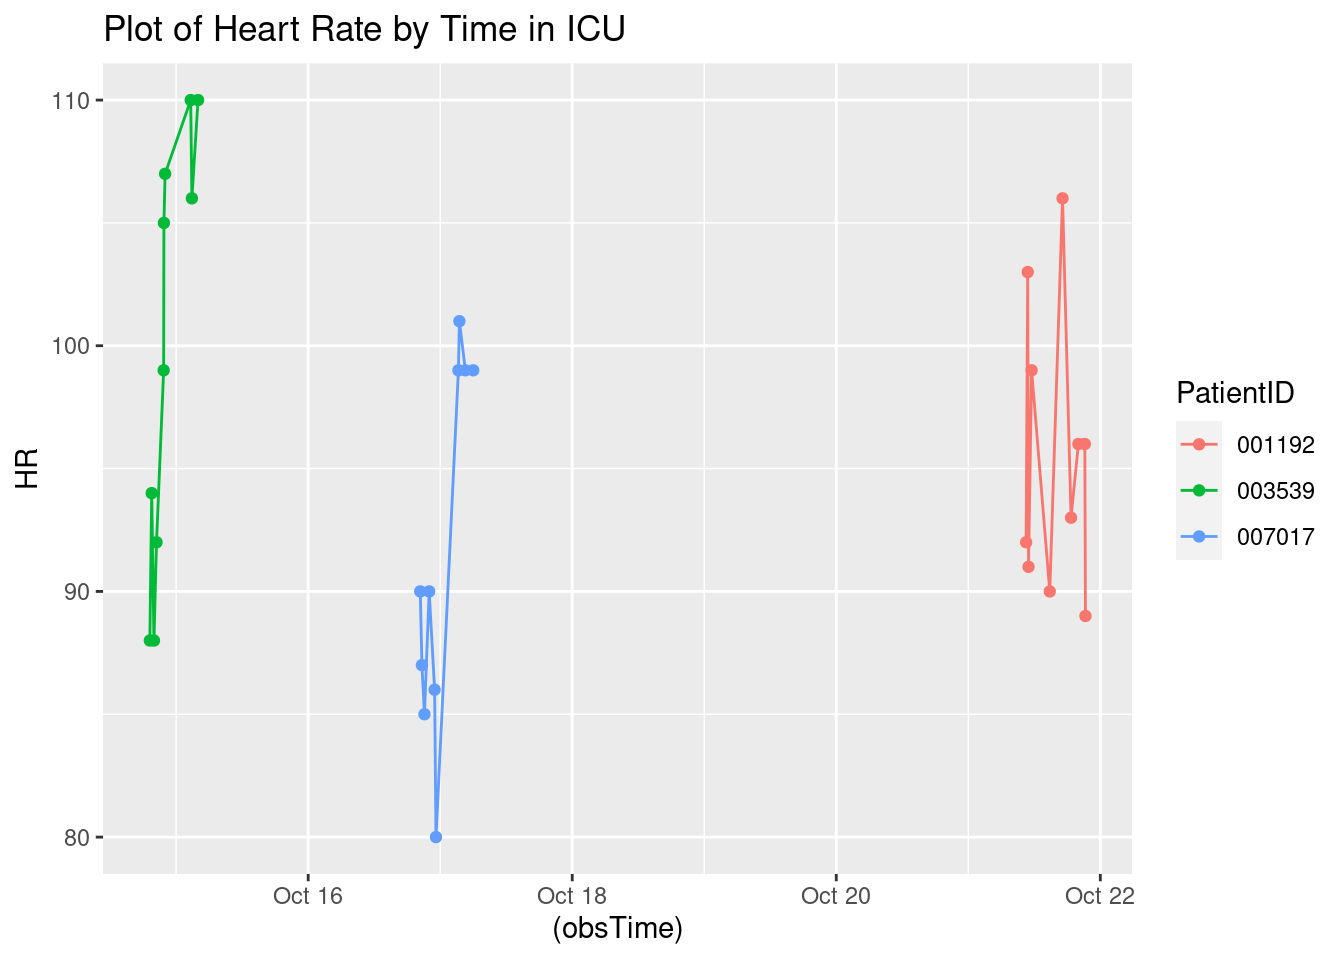 Plot of Heart Rate by Time in ICU
110
100
90
80
HR
Oct 16
Oct 18
Oct 20
Oct 22
(obsTime)
PatientID
001192
003539
007017